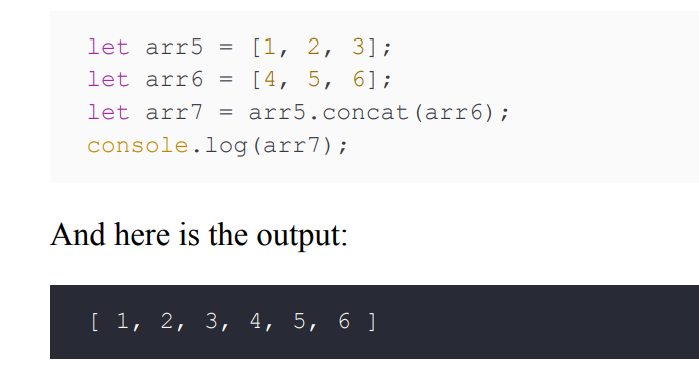 let arr5 = [1, 2, 3];
let arr6 = [4, 5, 6];
let arr7 = arr5.concat(arr6);
console.log(arr7);
And here is the output:
[ 1, 2, 3, 4, 5, 6 ]